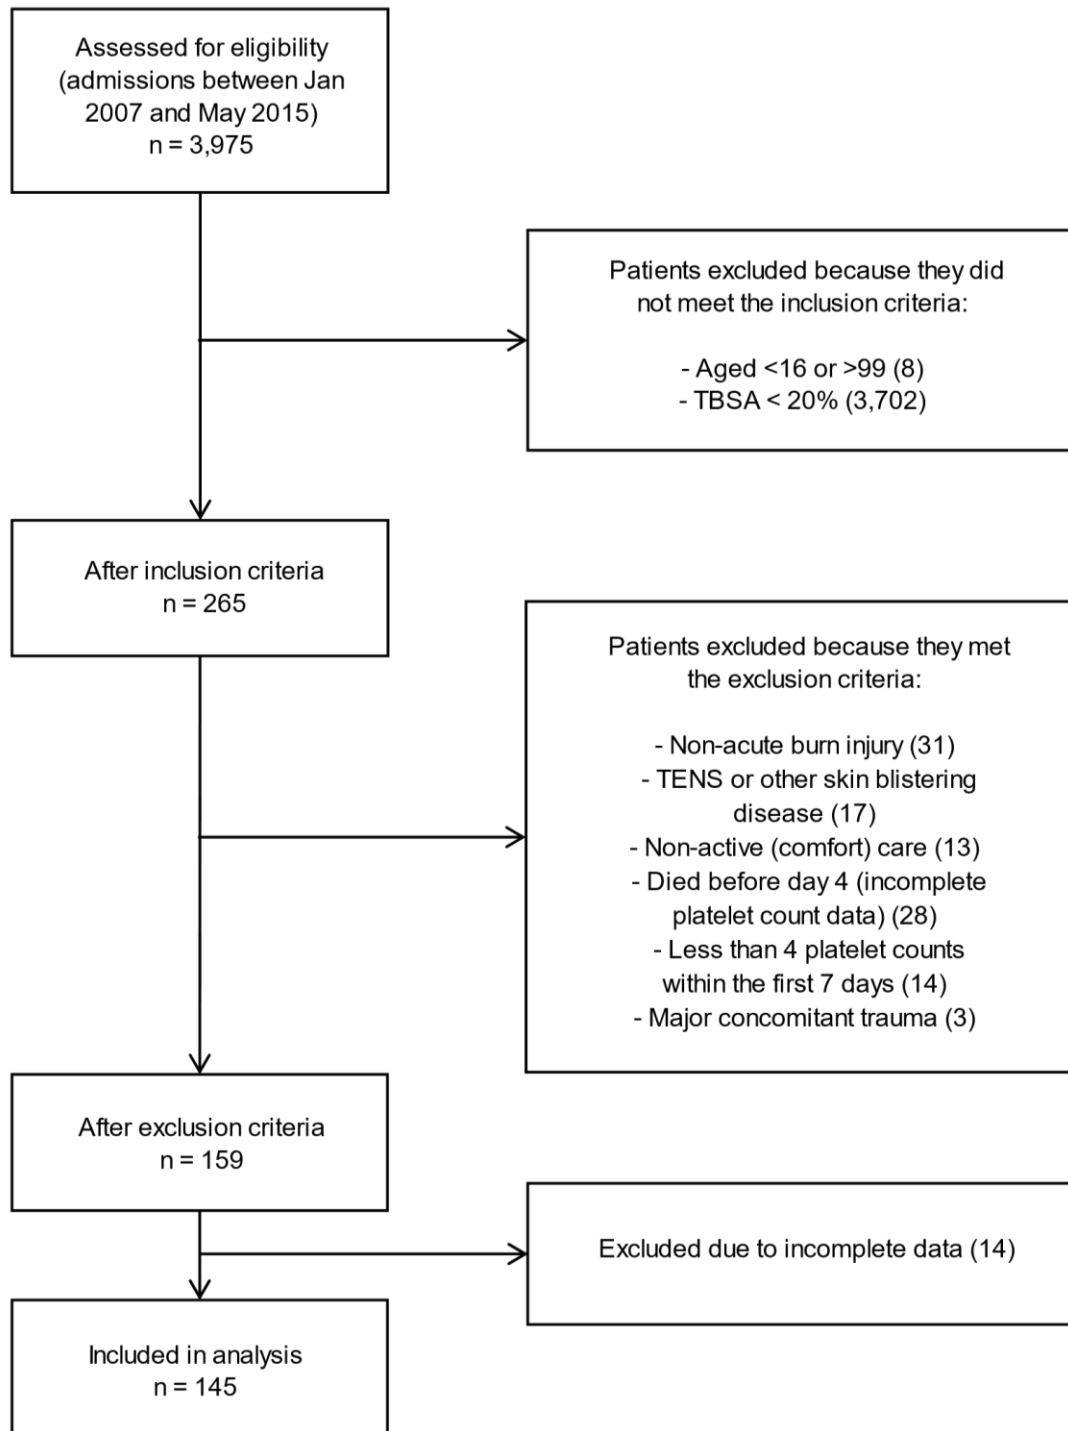 Assessed for eligibility
(admissions between Jan
2007 and May 2015)
n = 3,975
Patients excluded because they did
not meet the inclusion criteria:
- Aged <16 or >99 (8)
- TBSA < 20% (3,702)
After inclusion criteria
n = 265
Patients excluded because they met
the exclusion criteria:
- Non-acute burn injury (31)
- TENS or other skin blistering
disease (17)
- Non-active (comfort) care (13)
- Died before day 4 (incomplete
platelet count data) (28)
- Less than 4 platelet counts
within the first 7 days (14)
- Major concomitant trauma (3)
After exclusion criteria
n = 159
Excluded due to incomplete data (14)
Included in analysis
n = 145